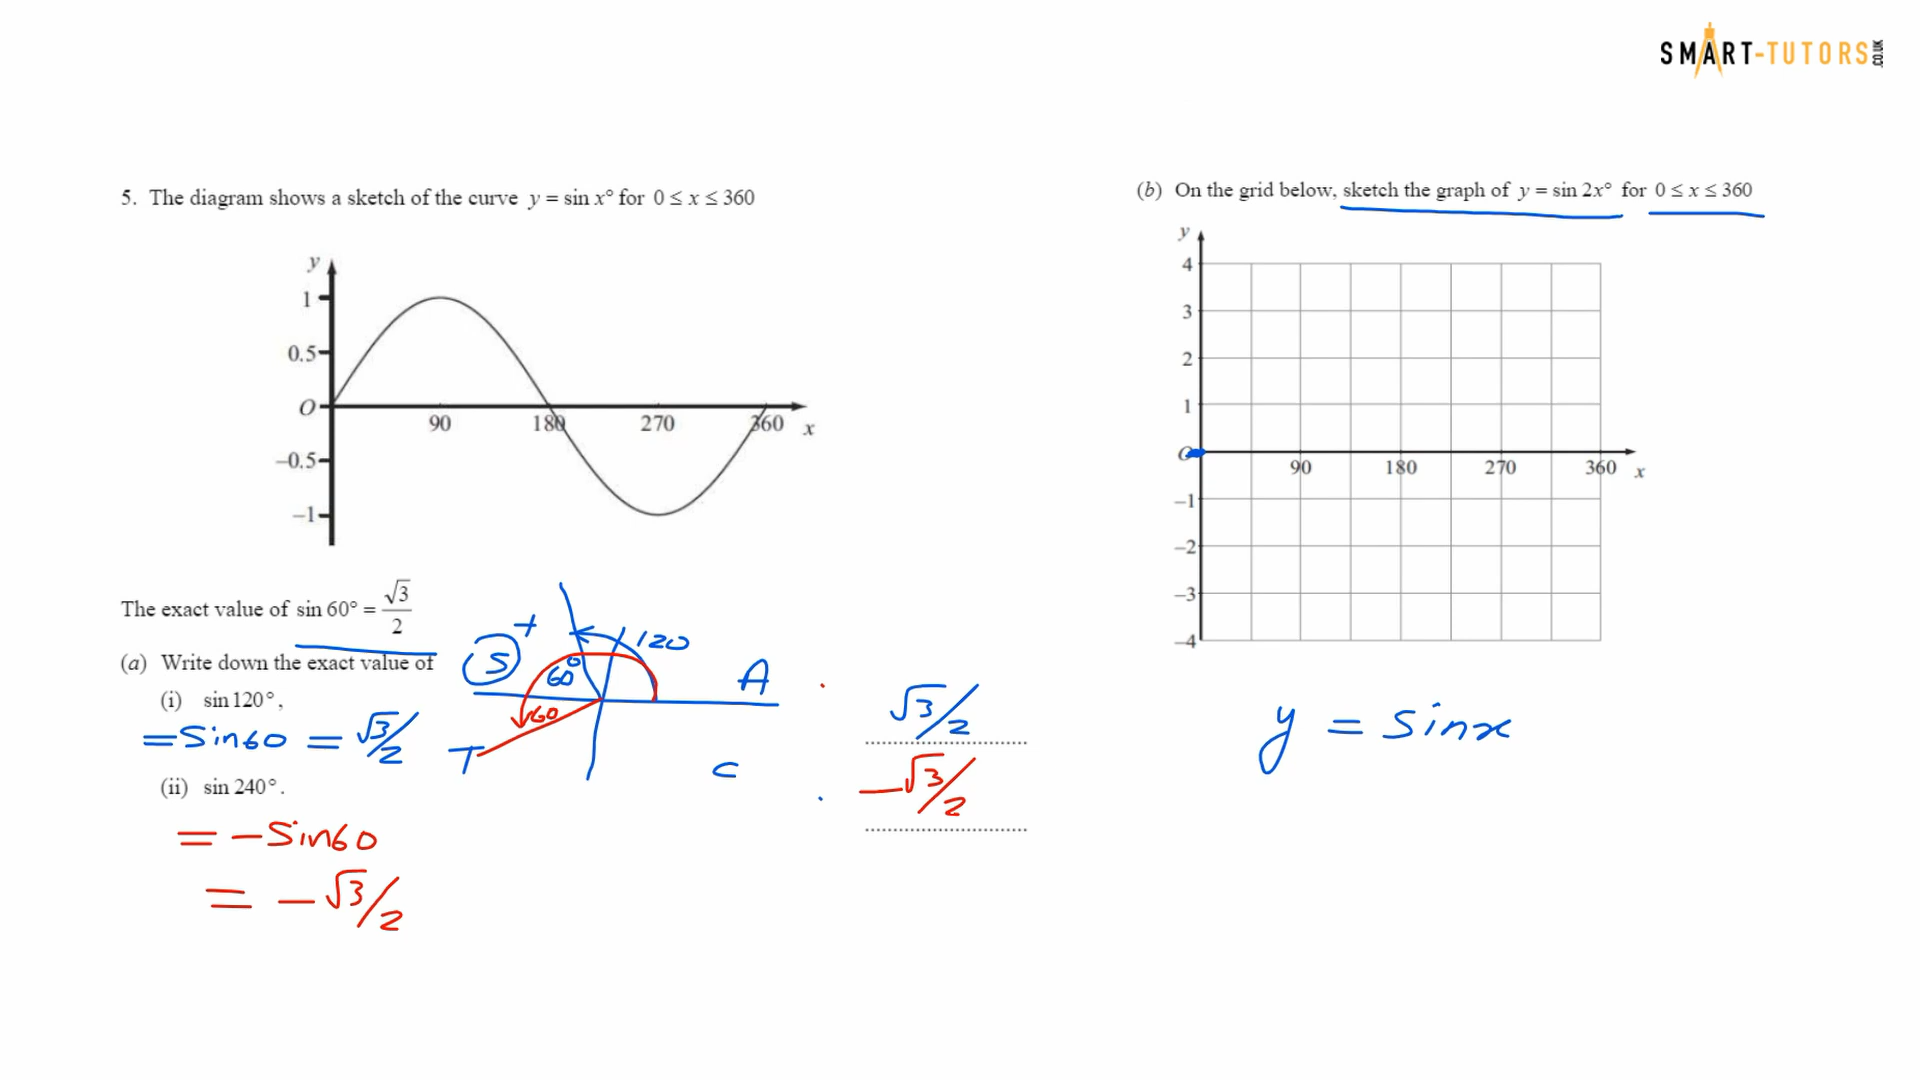 SMART-TUTORS.CO.UK
5. The diagram shows a sketch of the curve y = sin x° for 0 ≤ x ≤ 360
y
1
0.5
O
90 180 270 360 x
−0.5
−1
The exact value of sin 60° = √3/2
(a) Write down the exact value of
(i) sin 120°,
= Sin60 = √3/2
(ii) sin 240°.
= −Sin60
= −√3/2
S +
120
60°
A
60
T
C
√3/2
−√3/2
(b) On the grid below, sketch the graph of y = sin 2x° for 0 ≤ x ≤ 360
y
4
3
2
1
O
90 180 270 360 x
−1
−2
−3
−4
y = Sinx